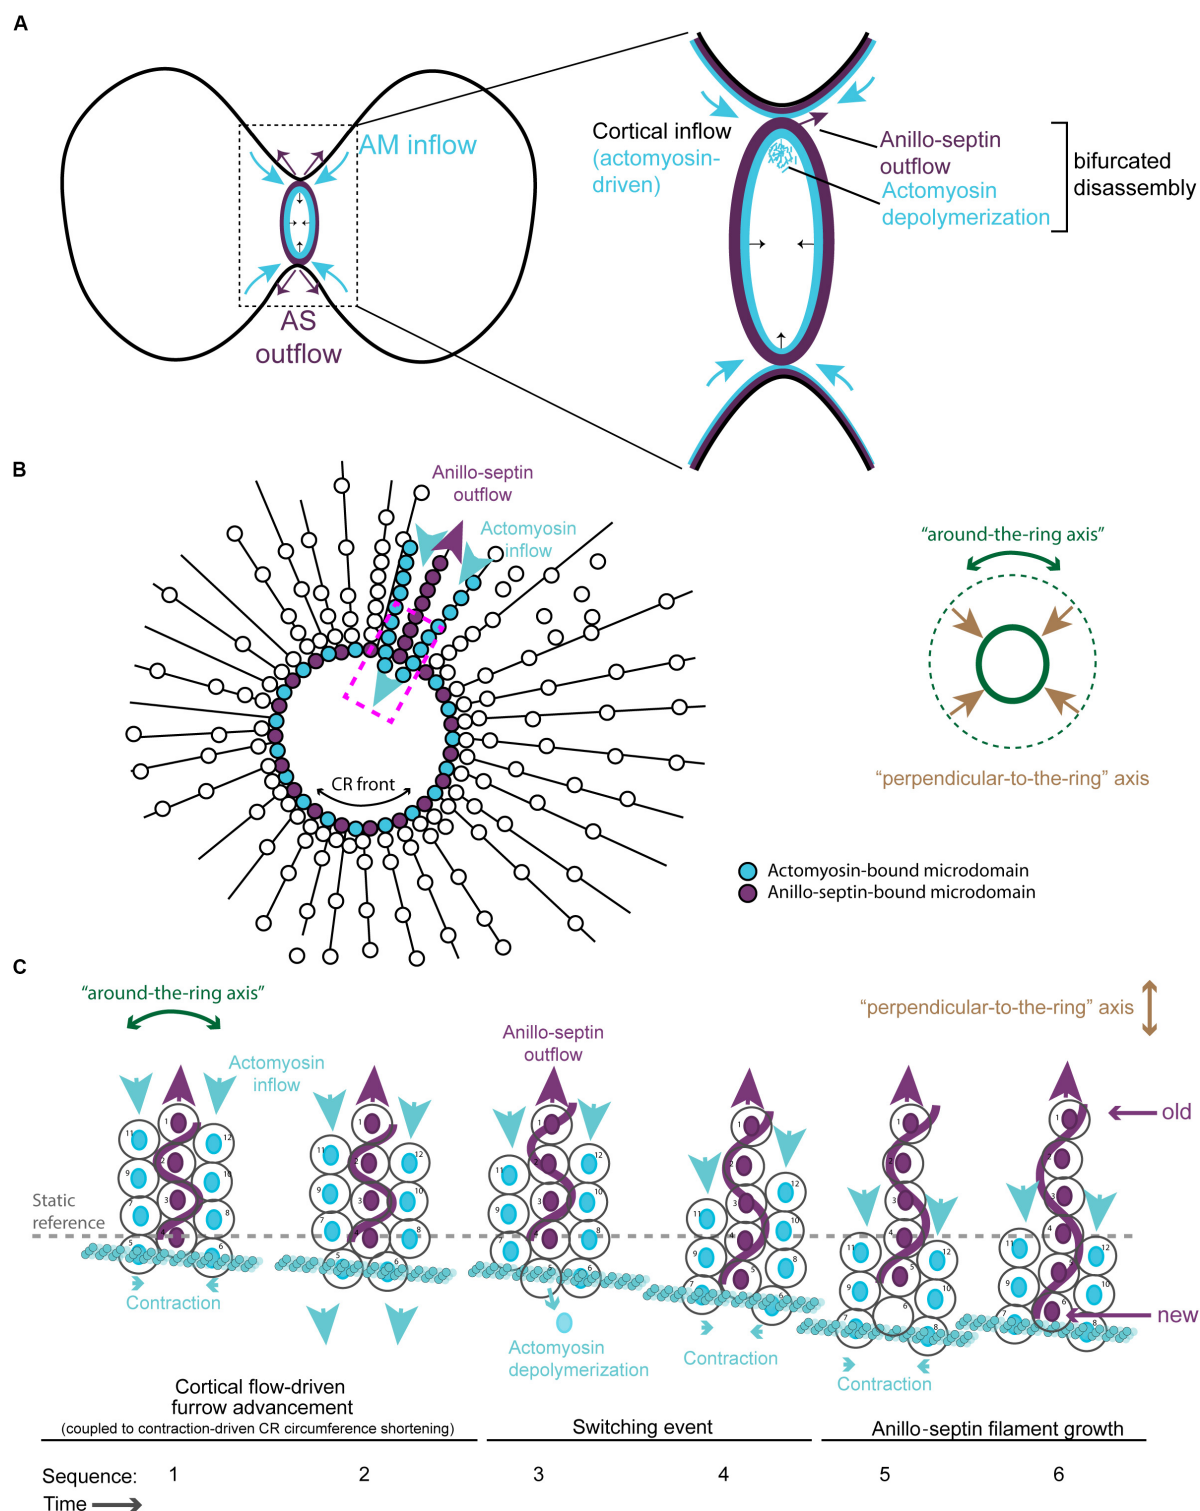 A
AM inflow
AS
outflow
Cortical inflow
(actomyosin-
driven)
Anillo-septin
outflow
Actomyosin
depolymerization
bifurcated
disassembly
B
Anillo-septin
outflow
Actomyosin
inflow
CR front
"around-the-ring axis"
"perpendicular-to-the-ring" axis
Actomyosin-bound microdomain
Anillo-septin-bound microdomain
C
"around-the-ring axis"
"perpendicular-to-the-ring" axis
Actomyosin
inflow
Anillo-septin
outflow
old
Static
reference
new
Contraction
Actomyosin
depolymerization
Contraction
Contraction
Cortical flow-driven
furrow advancement
(coupled to contraction-driven CR circumference shortening)
Switching event
Anillo-septin filament growth
Sequence: 1 2 3 4 5 6
Time